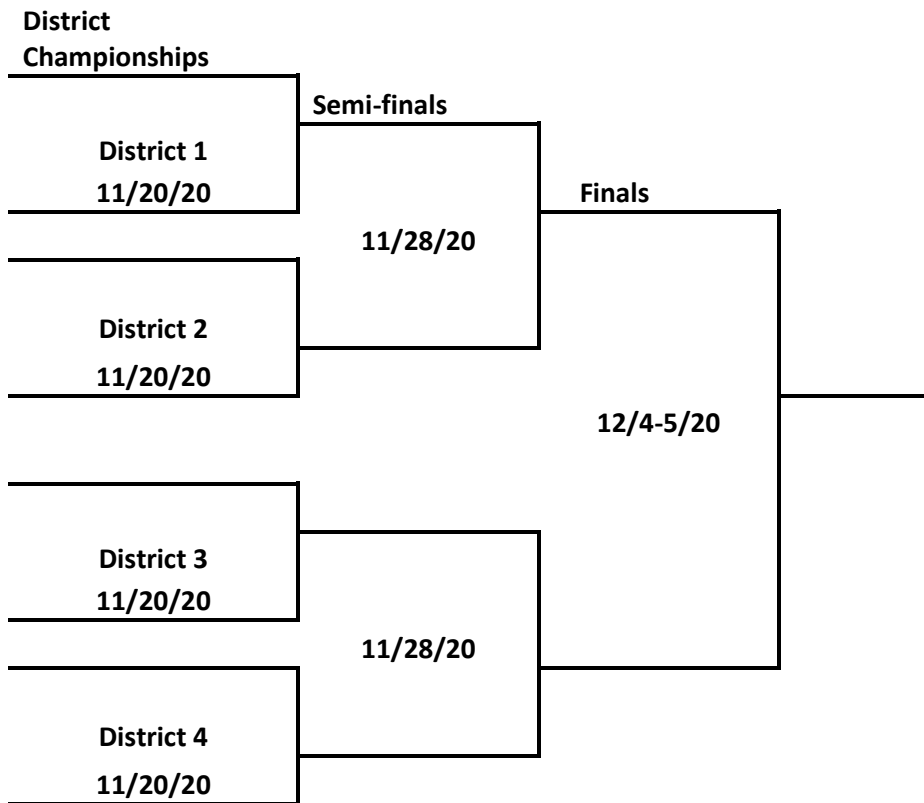 District
Championships
Semi-finals
District 1
11/20/20
Finals
11/28/20
District 2
11/20/20
12/4-5/20
District 3
11/20/20
11/28/20
District 4
11/20/20